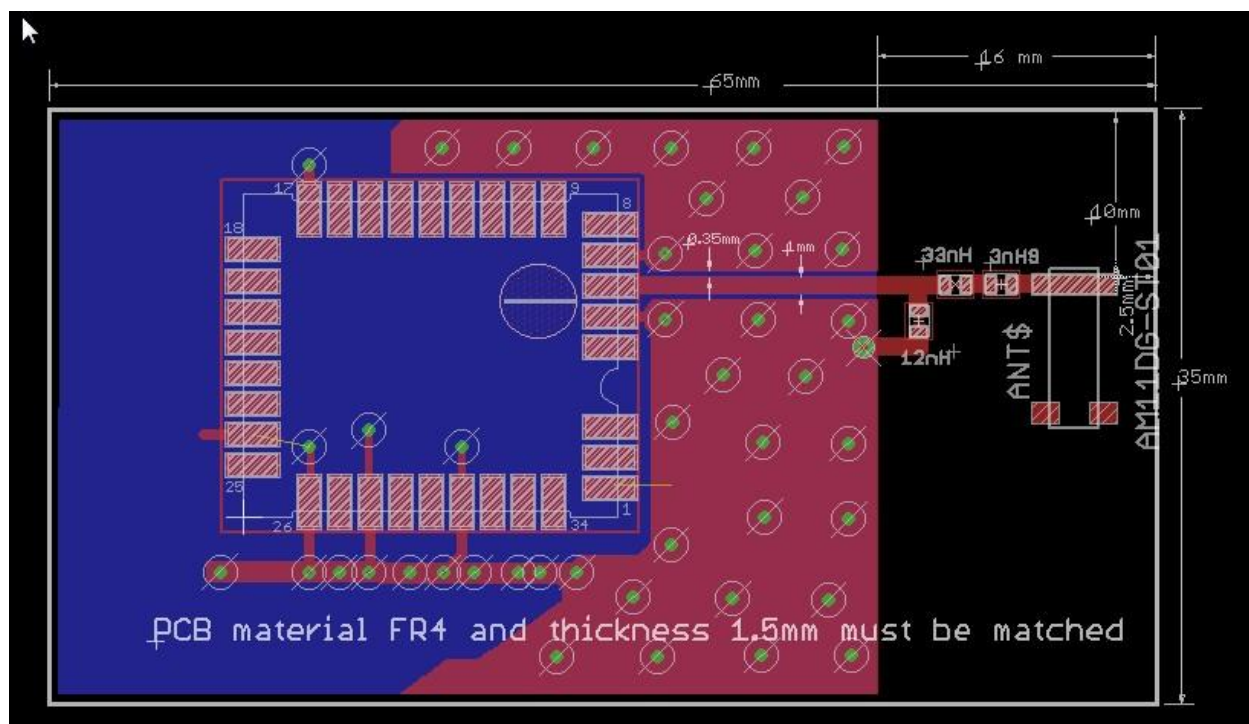 16 mm
65mm
17
9
8
18
10mm
0.35mm
1mm
33nH
3nH9
2.5mm
12nH
ANT$
AM11DG-ST01
35mm
25
26
34
1
PCB material FR4 and thickness 1.5mm must be matched